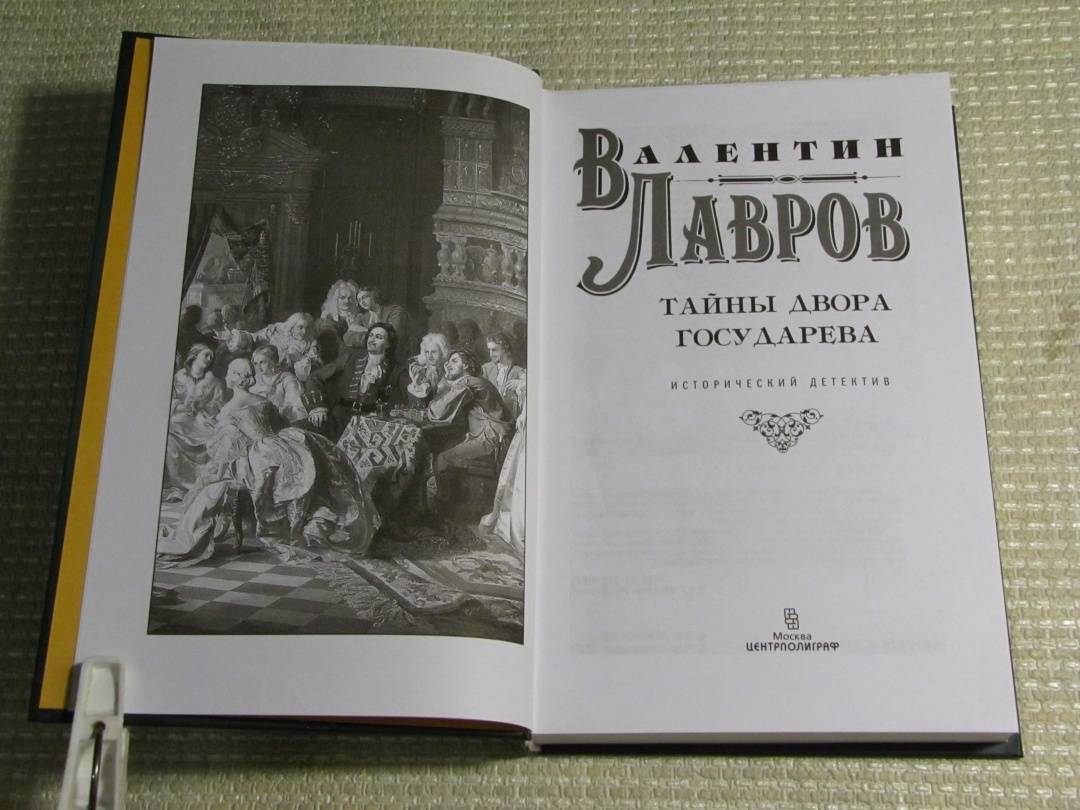 ВАЛЕНТИН
ЛАВРОВ
ТАЙНЫ ДВОРА
ГОСУДАРЕВА
ИСТОРИЧЕСКИЙ ДЕТЕКТИВ
Москва
ЦЕНТРПОЛИГРАФ